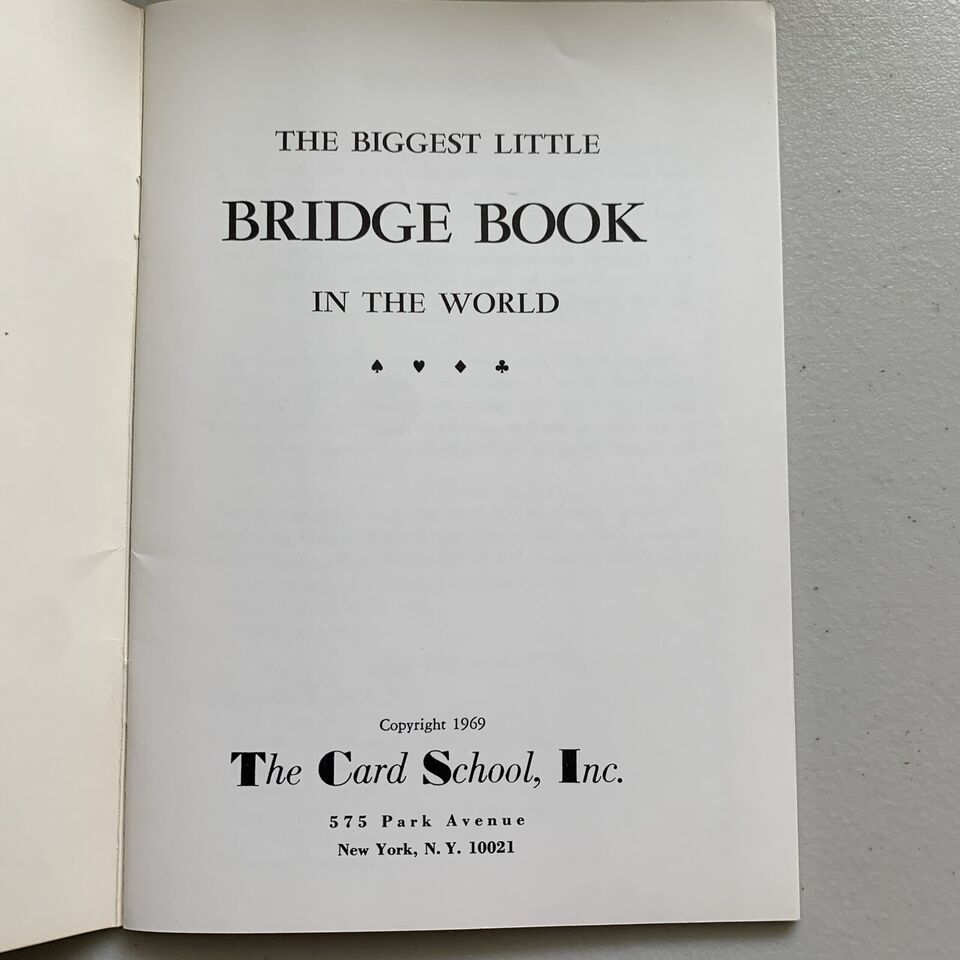 THE BIGGEST LITTLE
BRIDGE BOOK
IN THE WORLD
♠ ♥ ♦ ♣
Copyright 1969
The Card School, Inc.
575 Park Avenue
New York, N. Y. 10021